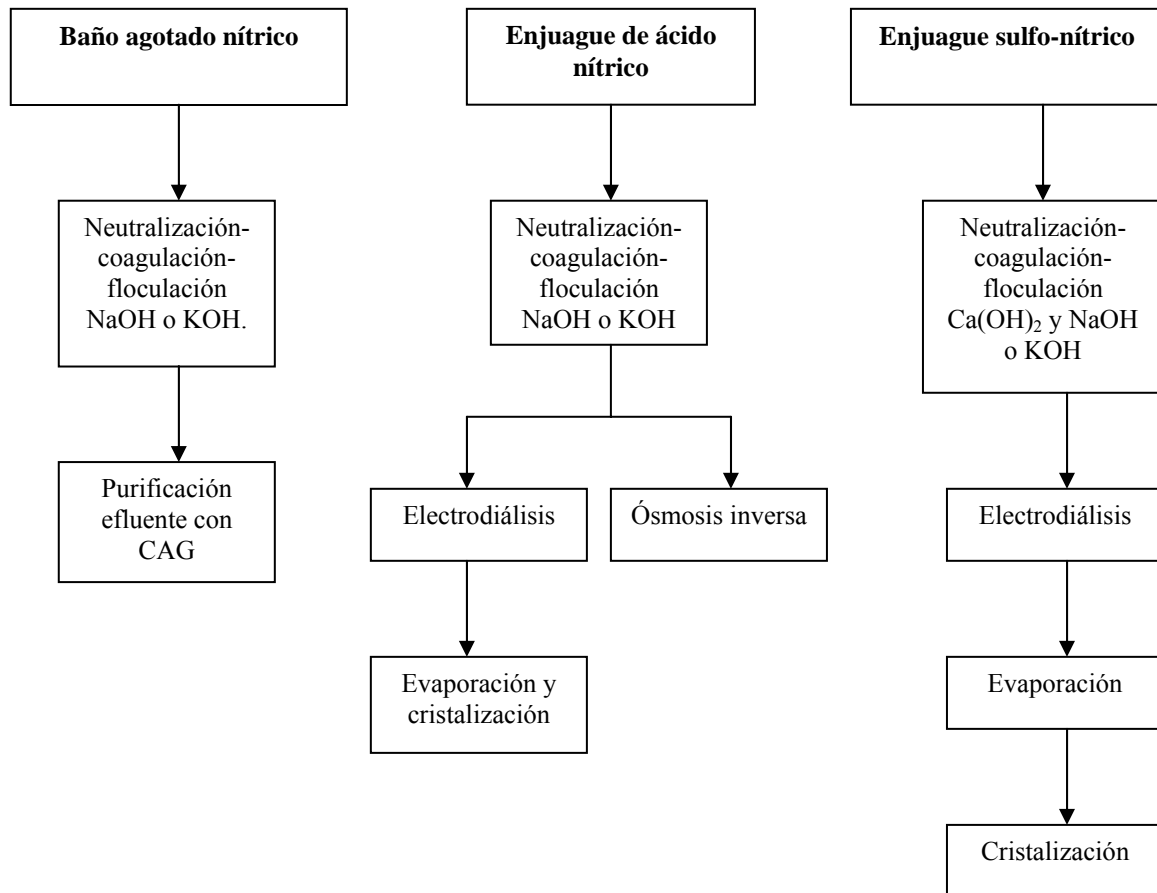 Baño agotado nítrico
Enjuague de ácido
nítrico
Enjuague sulfo-nítrico
Neutralización-
coagulación-
floculación
NaOH o KOH.
Neutralización-
coagulación-
floculación
NaOH o KOH
Neutralización-
coagulación-
floculación
Ca(OH)₂ y NaOH
o KOH
Purificación
efluente con
CAG
Electrodiálisis
Ósmosis inversa
Electrodiálisis
Evaporación y
cristalización
Evaporación
Cristalización